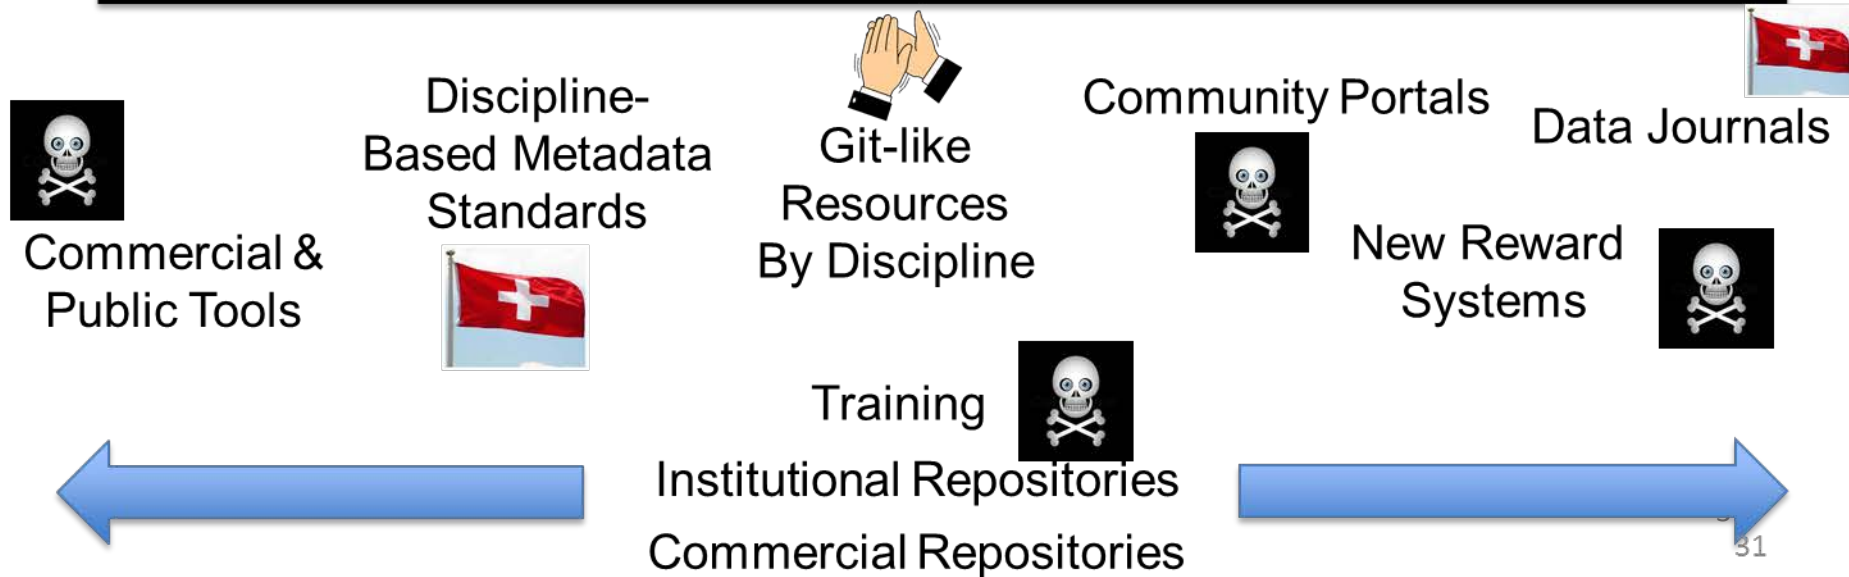 Discipline-
Based Metadata
Standards
Commercial &
Public Tools
Git-like
Resources
By Discipline
Community Portals
Data Journals
New Reward
Systems
Training
Institutional Repositories
Commercial Repositories
31